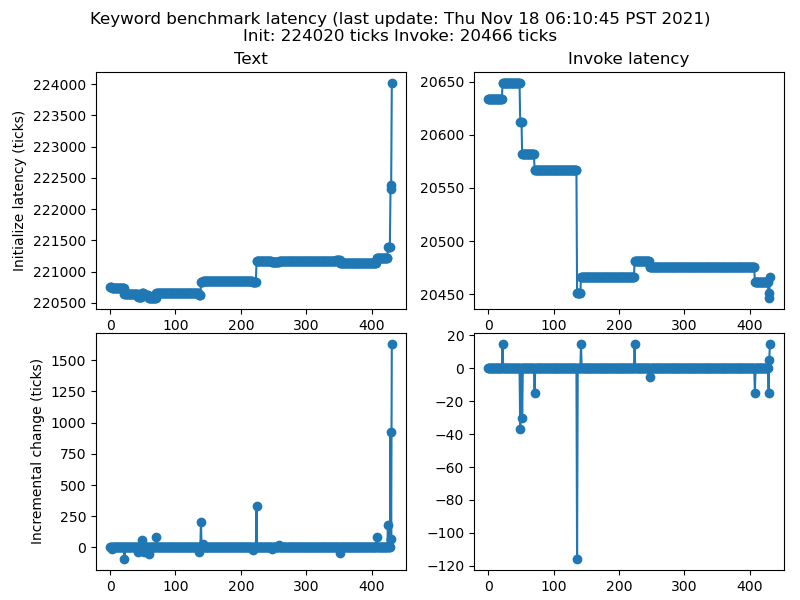 Keyword benchmark latency (last update: Thu Nov 18 06:10:45 PST 2021)
Init: 224020 ticks Invoke: 20466 ticks
Text
Invoke latency
Initialize latency (ticks)
224000
223500
223000
222500
222000
221500
221000
220500
0 100 200 300 400
20650
20600
20550
20500
20450
0 100 200 300 400
Incremental change (ticks)
1500
1250
1000
750
500
250
0
0 100 200 300 400
20
0
−20
−40
−60
−80
−100
−120
0 100 200 300 400